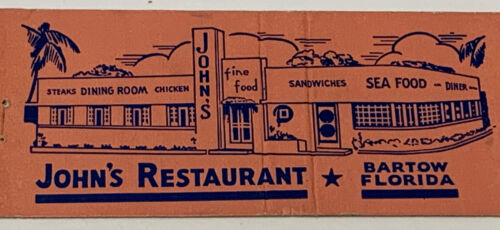 JOHN'S
STEAKS DINING ROOM CHICKEN
fine
food
SANDWICHES SEA FOOD — DINER
P
JOHN'S RESTAURANT ★ BARTOW
FLORIDA